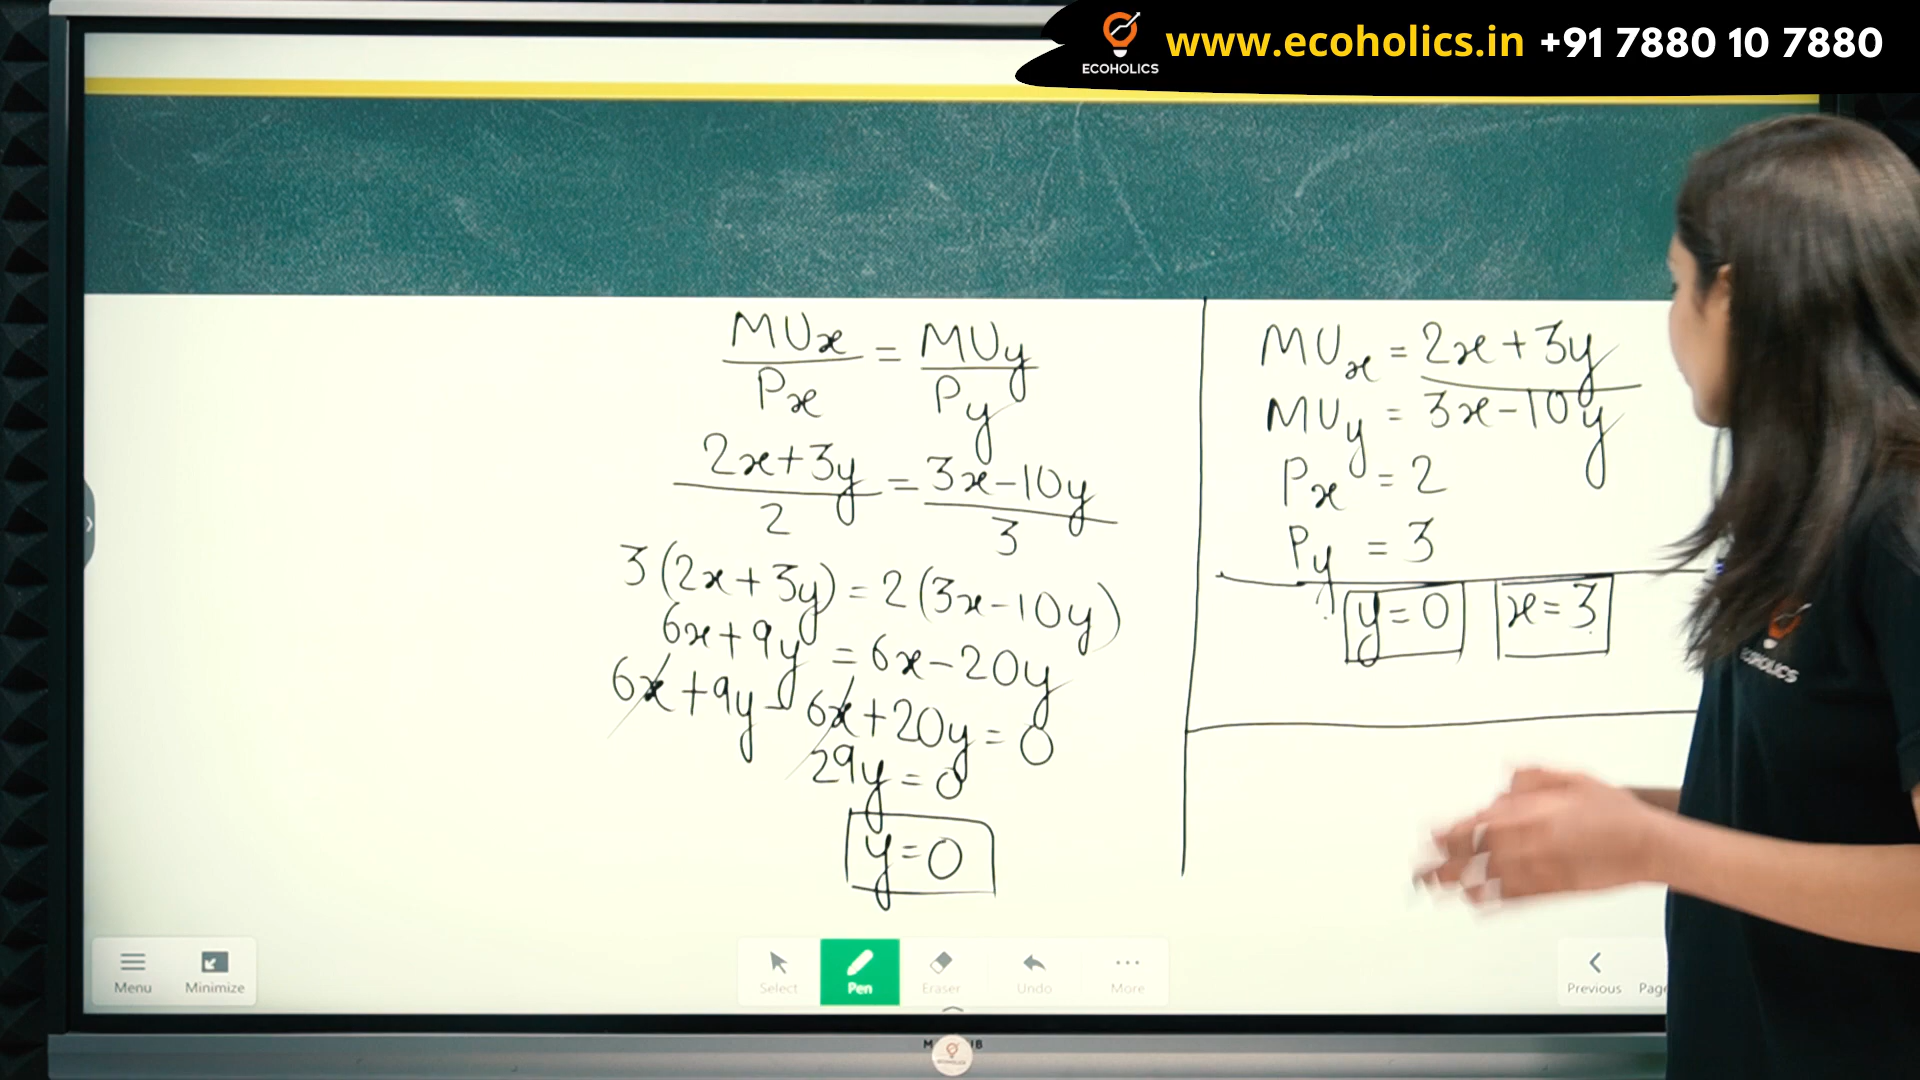 ECOHOLICS
www.ecoholics.in +91 7880 10 7880
MUx/Px = MUy/Py
2x+3y/2 = 3x-10y/3
3(2x+3y) = 2(3x-10y)
6x+9y = 6x-20y
6x+9y-6x+20y=0
29y=0
y=0
MUx = 2x+3y
MUy = 3x-10y
Px = 2
Py = 3
y=0 x=3
ECOHOLICS
Menu Minimize Select Pen Eraser Undo More Previous